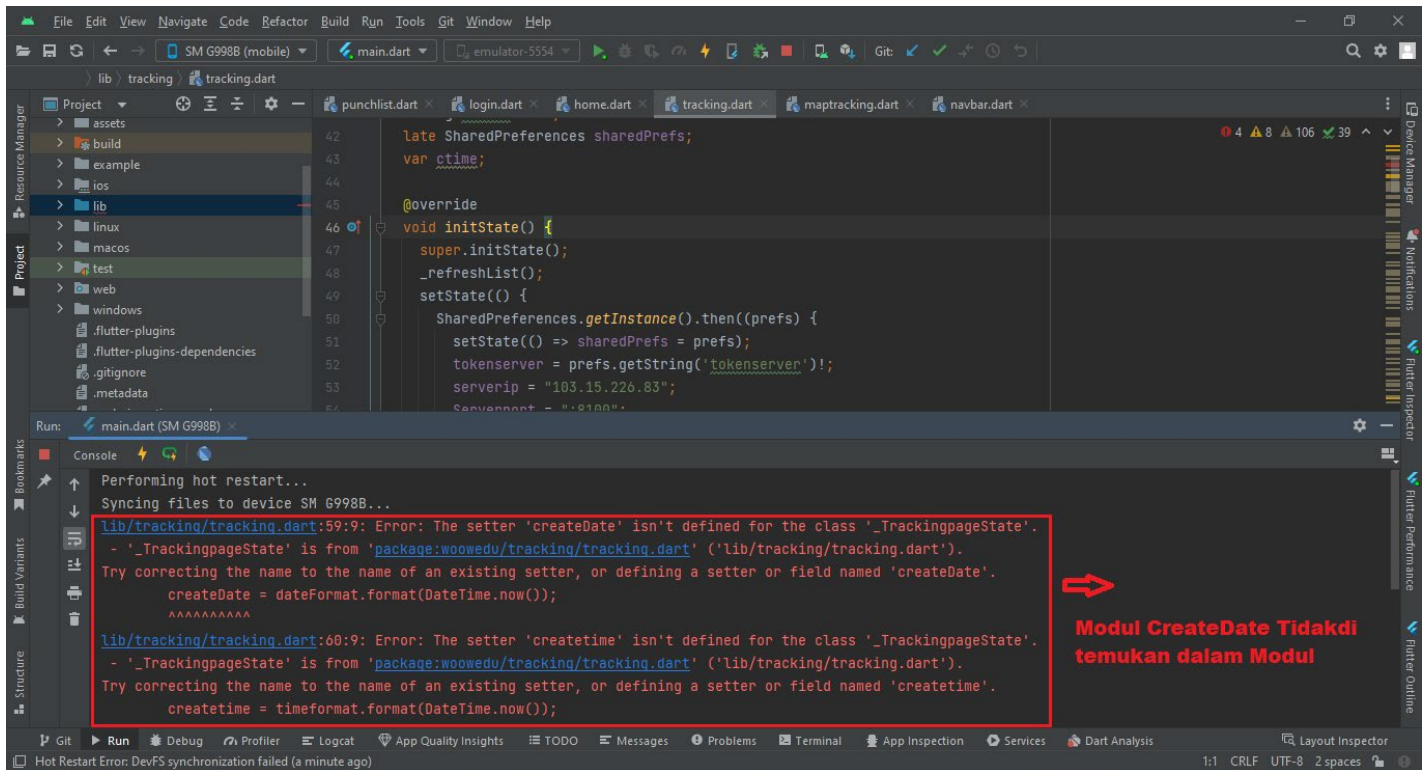 File Edit View Navigate Code Refactor Build Run Tools Git Window Help
SM G998B (mobile) main.dart emulator-5554 Git:
lib tracking tracking.dart
Project
punchlist.dart login.dart home.dart tracking.dart maptracking.dart navbar.dart
4 8 106 39
assets
build
example
ios
lib
linux
macos
test
web
windows
.flutter-plugins
.flutter-plugins-dependencies
.gitignore
.metadata
42 late SharedPreferences sharedPrefs;
43 var ctime;
44
45 @override
46 void initState() {
47 super.initState();
48 _refreshList();
49 setState(() {
50 SharedPreferences.getInstance().then((prefs) {
51 setState(() => sharedPrefs = prefs);
52 tokenserver = prefs.getString('tokenserver')!;
53 serverip = "103.15.226.83";
54 Serverport = ":8100";
Resource Manager
Project
Bookmarks
Build Variants
Structure
Device Manager
Notifications
Flutter Inspector
Flutter Performance
Flutter Outline
Run: main.dart (SM G998B)
Console
Performing hot restart...
Syncing files to device SM G998B...
lib/tracking/tracking.dart:59:9: Error: The setter 'createDate' isn't defined for the class '_TrackingpageState'.
- '_TrackingpageState' is from 'package:woowedu/tracking/tracking.dart' ('lib/tracking/tracking.dart').
Try correcting the name to the name of an existing setter, or defining a setter or field named 'createDate'.
createDate = dateFormat.format(DateTime.now());
^^^^^^^^^^
lib/tracking/tracking.dart:60:9: Error: The setter 'createtime' isn't defined for the class '_TrackingpageState'.
- '_TrackingpageState' is from 'package:woowedu/tracking/tracking.dart' ('lib/tracking/tracking.dart').
Try correcting the name to the name of an existing setter, or defining a setter or field named 'createtime'.
createtime = timeformat.format(DateTime.now());
Modul CreateDate Tidakdi
temukan dalam Modul
Git Run Debug Profiler Logcat App Quality Insights TODO Messages Problems Terminal App Inspection Services Dart Analysis Layout Inspector
Hot Restart Error: DevFS synchronization failed (a minute ago) 1:1 CRLF UTF-8 2 spaces